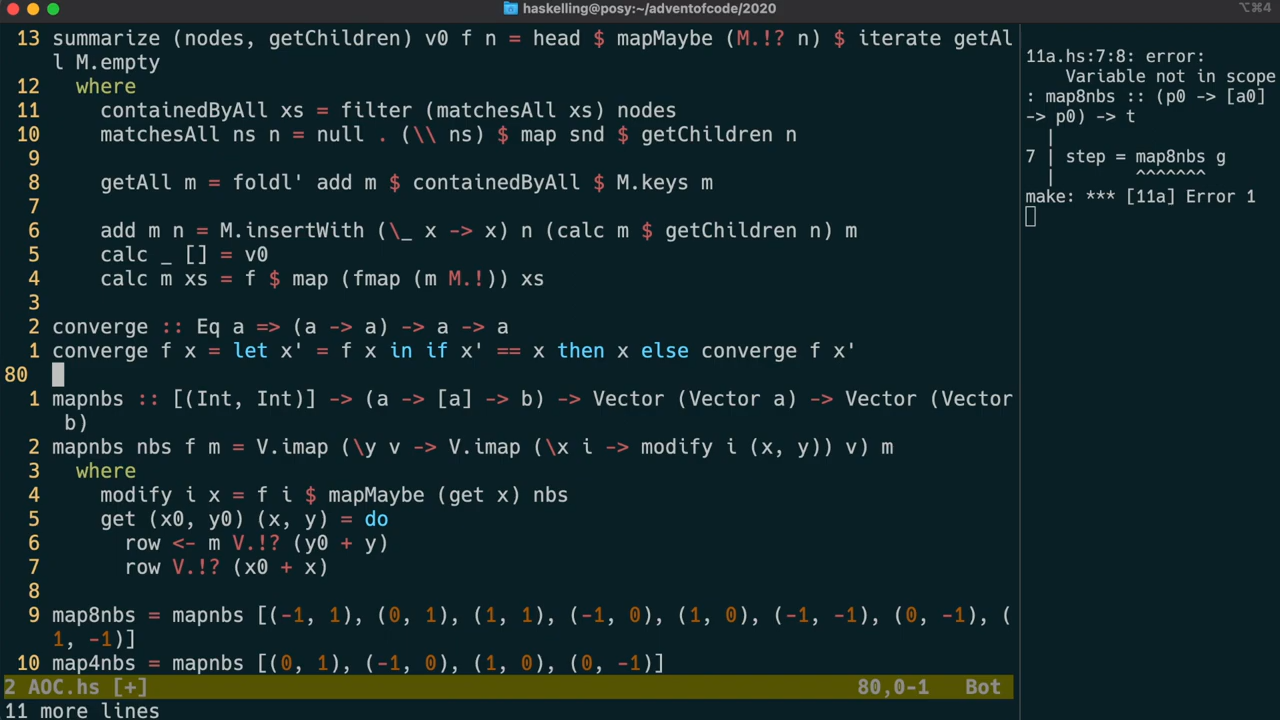 haskelling@posy:~/adventofcode/2020
⌥⌘4
13 summarize (nodes, getChildren) v0 f n = head $ mapMaybe (M.!? n) $ iterate getAl
l M.empty
12   where
11     containedByAll xs = filter (matchesAll xs) nodes
10     matchesAll ns n = null . (\\ ns) $ map snd $ getChildren n
9
8     getAll m = foldl' add m $ containedByAll $ M.keys m
7
6     add m n = M.insertWith (\_ x -> x) n (calc m $ getChildren n) m
5     calc _ [] = v0
4     calc m xs = f $ map (fmap (m M.!)) xs
3
2 converge :: Eq a => (a -> a) -> a -> a
1 converge f x = let x' = f x in if x' == x then x else converge f x'
80
1 mapnbs :: [(Int, Int)] -> (a -> [a] -> b) -> Vector (Vector a) -> Vector (Vector
b)
2 mapnbs nbs f m = V.imap (\y v -> V.imap (\x i -> modify i (x, y)) v) m
3   where
4     modify i x = f i $ mapMaybe (get x) nbs
5     get (x0, y0) (x, y) = do
6       row <- m V.!? (y0 + y)
7       row V.!? (x0 + x)
8
9 map8nbs = mapnbs [(-1, 1), (0, 1), (1, 1), (-1, 0), (1, 0), (-1, -1), (0, -1), (
1, -1)]
10 map4nbs = mapnbs [(0, 1), (-1, 0), (1, 0), (0, -1)]
2 AOC.hs [+] 80,0-1 Bot
11 more lines
11a.hs:7:8: error:
    Variable not in scope
: map8nbs :: (p0 -> [a0]
-> p0) -> t
  |
7 | step = map8nbs g
  |        ^^^^^^^
make: *** [11a] Error 1